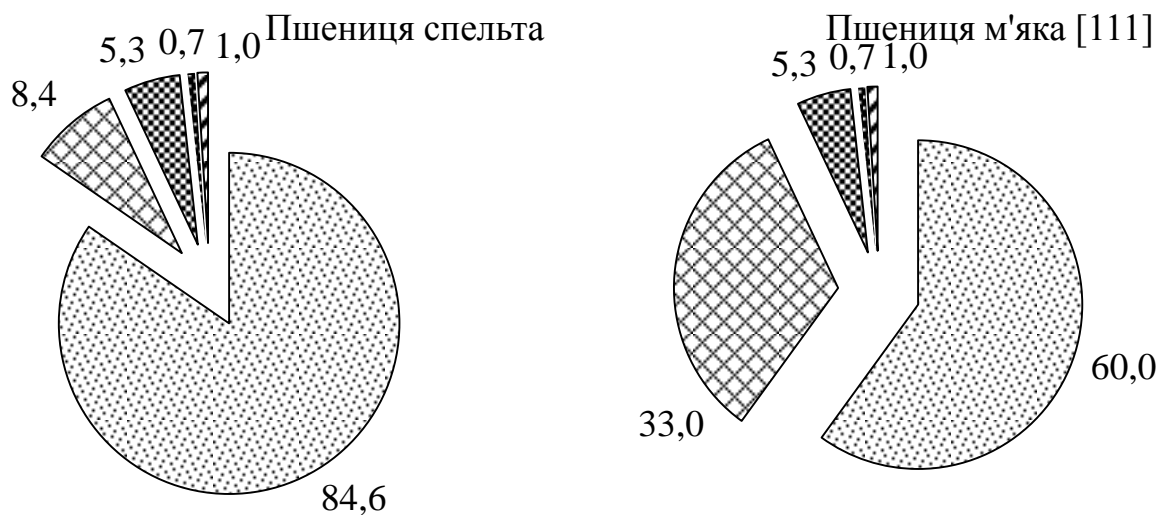 Пшениця спельта
5,3 0,7 1,0
8,4
84,6
Пшениця м'яка [111]
5,3 0,7 1,0
33,0
60,0